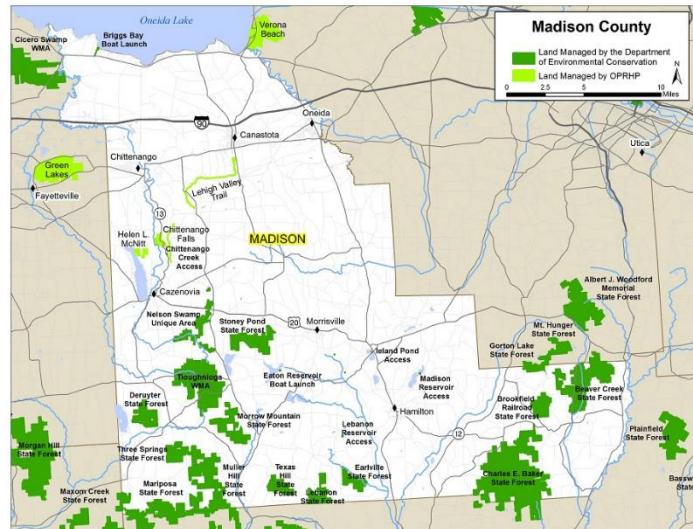 Oneida Lake
Cicero Swamp
WMA
Briggs Bay
Boat Launch
Verona
Beach
Madison County
Land Managed by the Department
of Environmental Conservation
Land Managed by OPRHP
N
0
2.5
5
10
Miles
90
Oneida
Canastota
Utica
Green
Lakes
Fayetteville
Chittenango
Lehigh Valley
Trail
13
Helen L.
McNitt
Chittenango
Falls
Chittenango
Creek
Access
MADISON
Cazenovia
Nelson Swamp
Unique Area
Stoney Pond
State Forest
20
Morrisville
Albert J. Woodford
Memorial
State Forest
Mt. Hunger
State Forest
Gorton Lake
State Forest
Leland Pond
Access
Tioughnioga
WMA
Eaton Reservoir
Boat Launch
Madison
Reservoir
Access
Beaver Creek
State Forest
Deruyter
State Forest
Morrow Mountain
State Forest
Lebanon
Reservoir
Access
Hamilton
Brookfield
Railroad
State Forest
12
Plainfield
State Forest
Morgan Hill
State Forest
Three Springs
State Forest
Mariposa
State Forest
Muller
Hill
State
Forest
Texas
Hill
State
Forest
Lebanon
State Forest
Earlville
State Forest
Charles E. Baker
State Forest
Maxom Creek
State Forest
Bassw
State